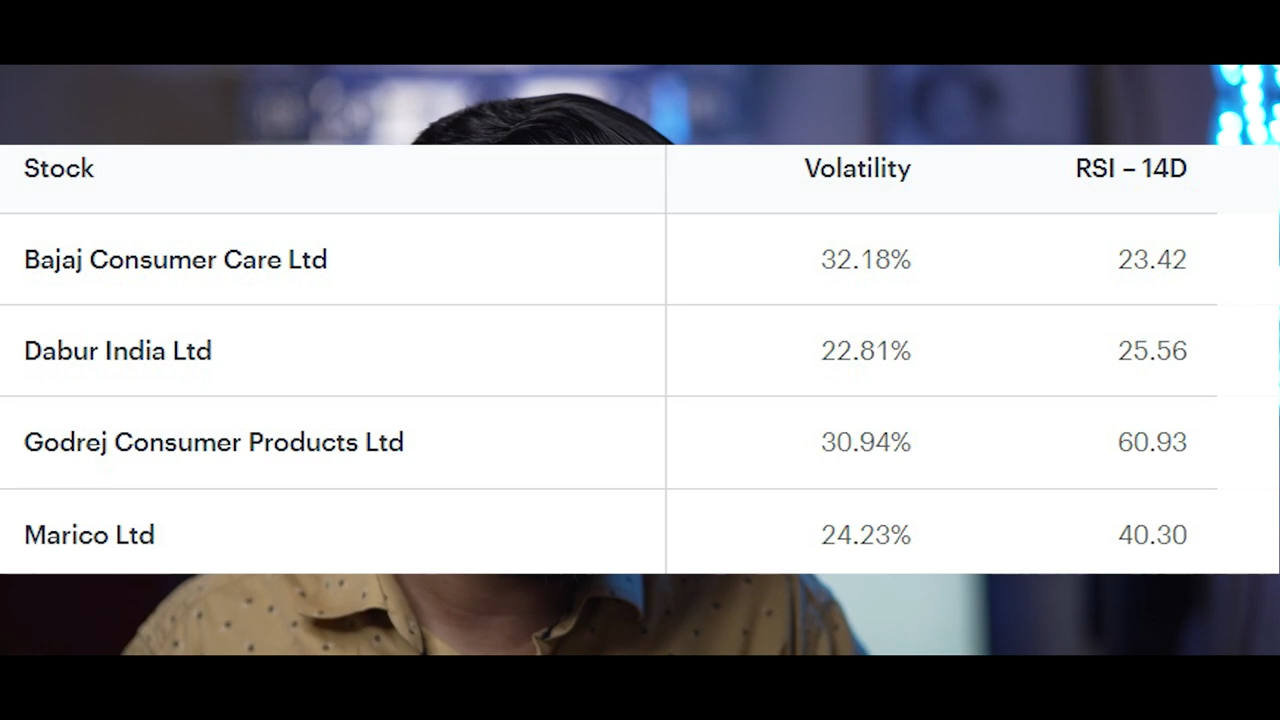 Stock Volatility RSI – 14D
Bajaj Consumer Care Ltd 32.18% 23.42
Dabur India Ltd 22.81% 25.56
Godrej Consumer Products Ltd 30.94% 60.93
Marico Ltd 24.23% 40.30